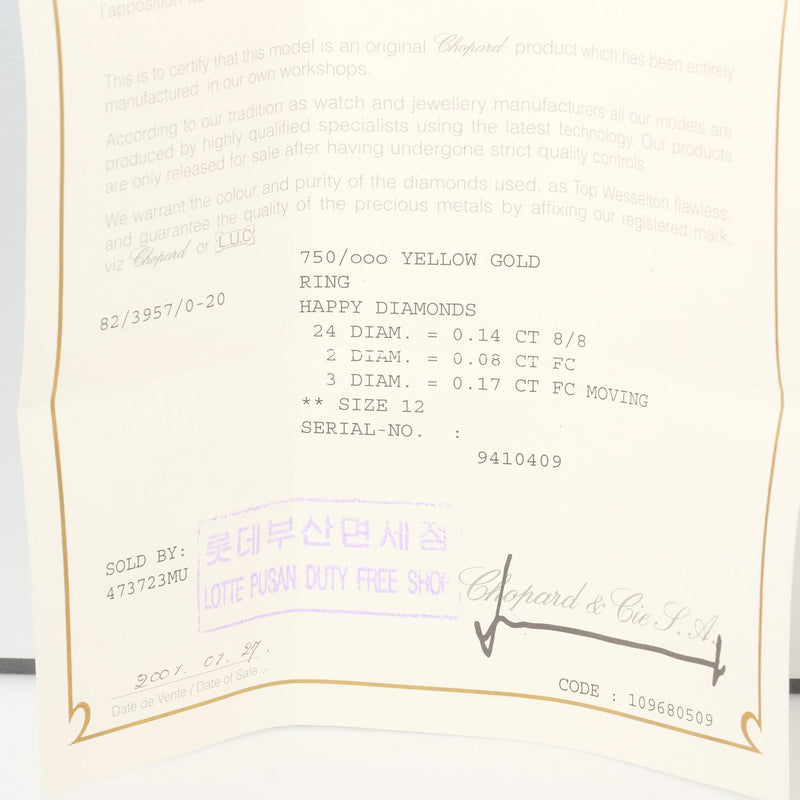 l'apposition de
This is to certify that this model is an original Chopard product which has been entirely
manufactured in our own workshops.
According to our tradition as watch and jewellery manufacturers all our models are
produced by highly qualified specialists using the latest technology. Our products
are only released for sale after having undergone strict quality controls.
We warrant the colour and purity of the diamonds used, as Top Wesselton flawless,
and guarantee the quality of the precious metals by affixing our registered mark,
viz Chopard or L.U.C.
750/ooo YELLOW GOLD
RING
82/3957/0-20
HAPPY DIAMONDS
24 DIAM. = 0.14 CT 8/8
2 DIAM. = 0.08 CT FC
3 DIAM. = 0.17 CT FC MOVING
** SIZE 12
SERIAL-NO. :
9410409
SOLD BY:
473723MU
롯데부산면세점
LOTTE PUSAN DUTY FREE SHOP
Chopard & Cie S.A.
2001. 01. 27.
Date de Vente / Date of Sale :
CODE : 109680509